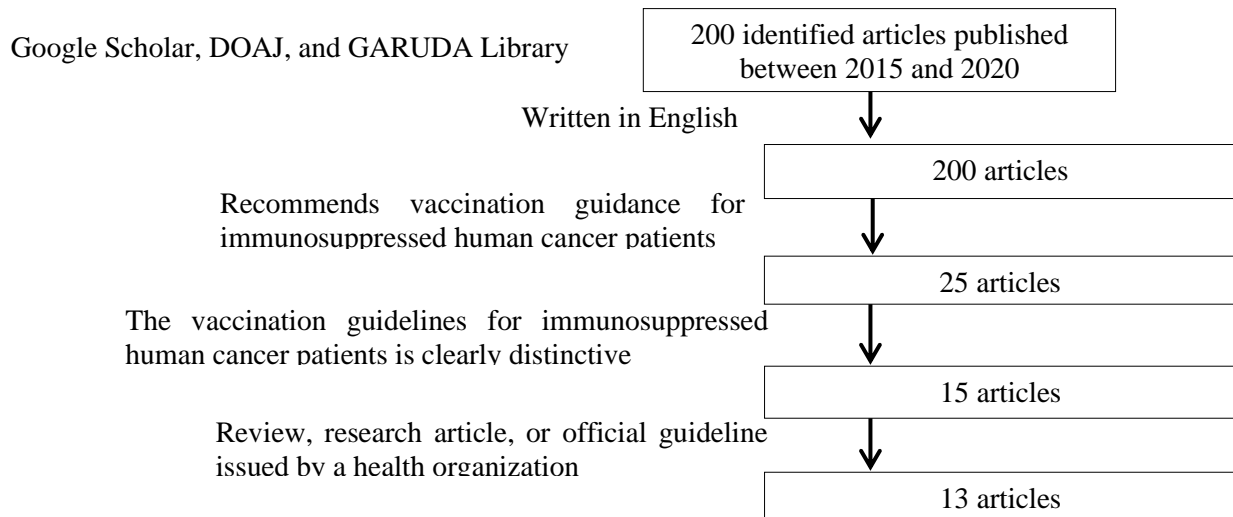 Google Scholar, DOAJ, and GARUDA Library
200 identified articles published
between 2015 and 2020
Written in English
200 articles
Recommends vaccination guidance for
immunosuppressed human cancer patients
25 articles
The vaccination guidelines for immunosuppressed
human cancer patients is clearly distinctive
15 articles
Review, research article, or official guideline
issued by a health organization
13 articles